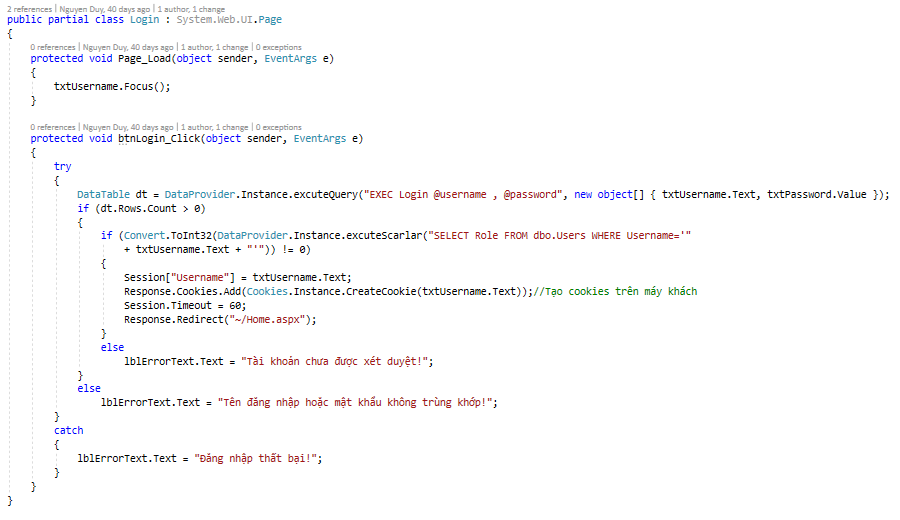 2 references | Nguyen Duy, 40 days ago | 1 author, 1 change
public partial class Login : System.Web.UI.Page
{
0 references | Nguyen Duy, 40 days ago | 1 author, 1 change | 0 exceptions
protected void Page_Load(object sender, EventArgs e)
{
txtUsername.Focus();
}
0 references | Nguyen Duy, 40 days ago | 1 author, 1 change | 0 exceptions
protected void btnLogin_Click(object sender, EventArgs e)
{
try
{
DataTable dt = DataProvider.Instance.excuteQuery("EXEC Login @username , @password", new object[] { txtUsername.Text, txtPassword.Value });
if (dt.Rows.Count > 0)
{
if (Convert.ToInt32(DataProvider.Instance.excuteScarlar("SELECT Role FROM dbo.Users WHERE Username='"
+ txtUsername.Text + "'")) != 0)
{
Session["Username"] = txtUsername.Text;
Response.Cookies.Add(Cookies.Instance.CreateCookie(txtUsername.Text));//Tạo cookies trên máy khách
Session.Timeout = 60;
Response.Redirect("~/Home.aspx");
}
else
lblErrorText.Text = "Tài khoản chưa được xét duyệt!";
}
else
lblErrorText.Text = "Tên đăng nhập hoặc mật khẩu không trùng khớp!";
}
catch
{
lblErrorText.Text = "Đăng nhập thất bại!";
}
}
}